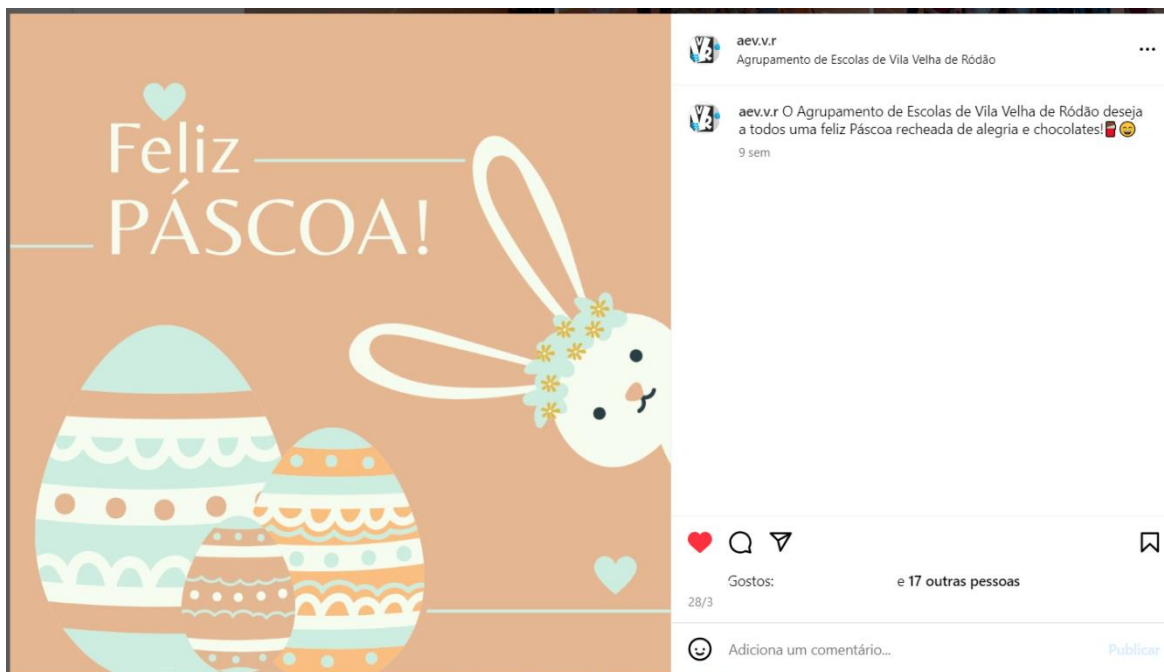 Feliz
PÁSCOA!
aev.v.r
Agrupamento de Escolas de Vila Velha de Ródão
aev.v.r O Agrupamento de Escolas de Vila Velha de Ródão deseja
a todos uma feliz Páscoa recheada de alegria e chocolates!🍫😄
9 sem
Gostos: e 17 outras pessoas
28/3
Adiciona um comentário... Publicar